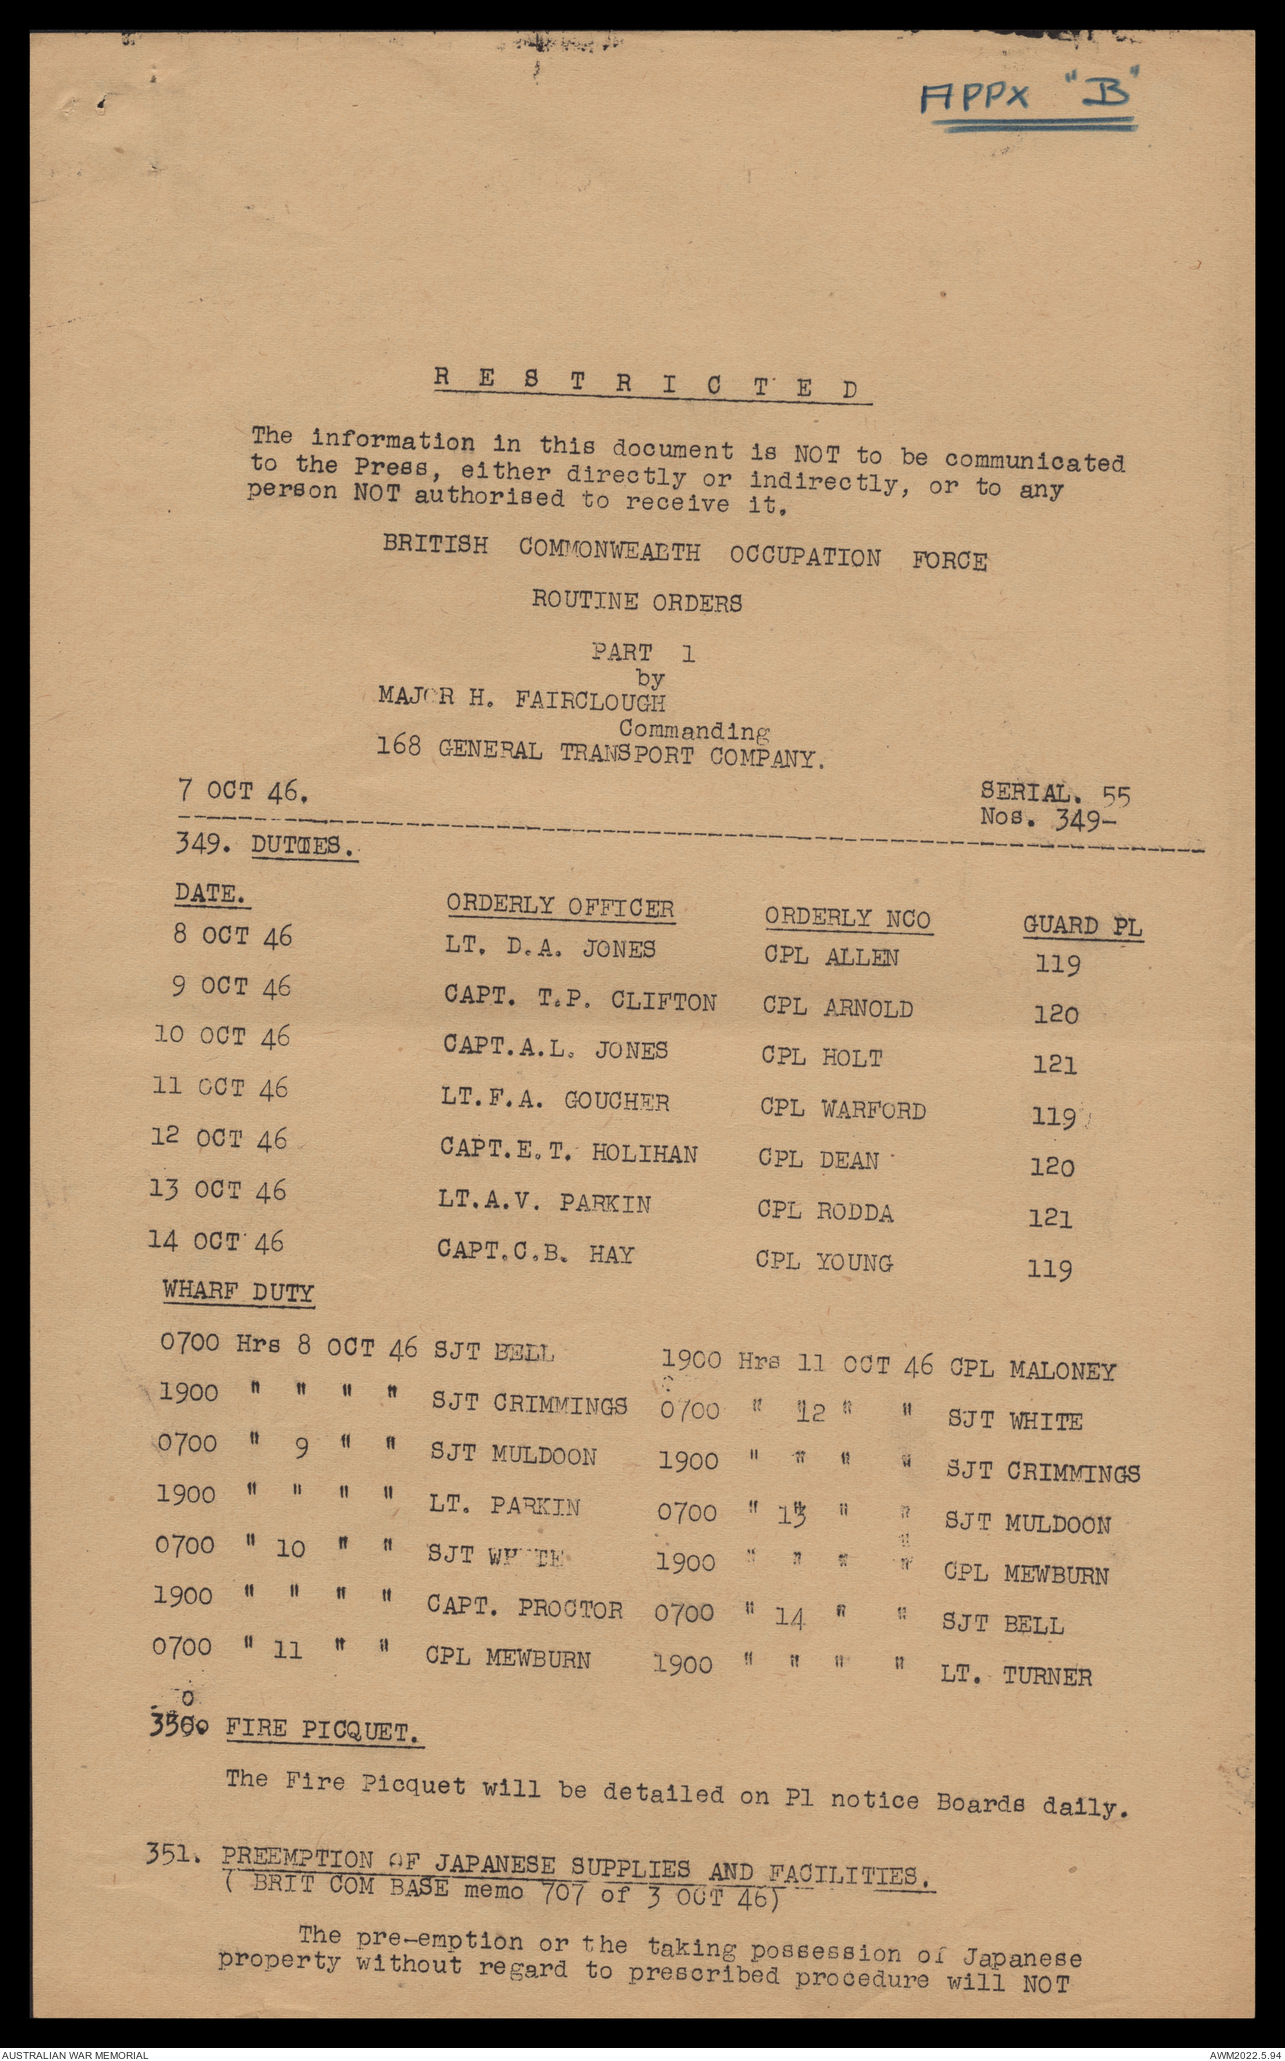 APPX "B"
R E S T R I C T E D
The information in this document is NOT to be communicated
to the Press, either directly or indirectly, or to any
person NOT authorised to receive it.
BRITISH COMMONWEALTH OCCUPATION FORCE
ROUTINE ORDERS
PART 1
by
MAJOR H. FAIRCLOUGH
Commanding
168 GENERAL TRANSPORT COMPANY.
7 OCT 46. SERIAL. 55
Nos. 349-
349. DUTIES.
DATE. ORDERLY OFFICER ORDERLY NCO GUARD PL
8 OCT 46 LT. D.A. JONES CPL ALLEN 119
9 OCT 46 CAPT. T.P. CLIFTON CPL ARNOLD 120
10 OCT 46 CAPT.A.L. JONES CPL HOLT 121
11 OCT 46 LT.F.A. GOUCHER CPL WARFORD 119
12 OCT 46 CAPT.E.T. HOLIHAN CPL DEAN 120
13 OCT 46 LT.A.V. PARKIN CPL RODDA 121
14 OCT 46 CAPT.C.B. HAY CPL YOUNG 119
WHARF DUTY
0700 Hrs 8 OCT 46 SJT BELL 1900 Hrs 11 OCT 46 CPL MALONEY
1900 " " " " SJT CRIMMINGS 0700 " 12 " " SJT WHITE
0700 " 9 " " SJT MULDOON 1900 " " " " SJT CRIMMINGS
1900 " " " " LT. PARKIN 0700 " 13 " " SJT MULDOON
0700 " 10 " " SJT WHITE 1900 " " " " CPL MEWBURN
1900 " " " " CAPT. PROCTOR 0700 " 14 " " SJT BELL
0700 " 11 " " CPL MEWBURN 1900 " " " " LT. TURNER
350. FIRE PICQUET.
The Fire Picquet will be detailed on Pl notice Boards daily.
351. PREEMPTION OF JAPANESE SUPPLIES AND FACILITIES.
( BRIT COM BASE memo 707 of 3 OCT 46)
The pre-emption or the taking possession of Japanese
property without regard to prescribed procedure will NOT
AUSTRALIAN WAR MEMORIAL AWM2022.5.94